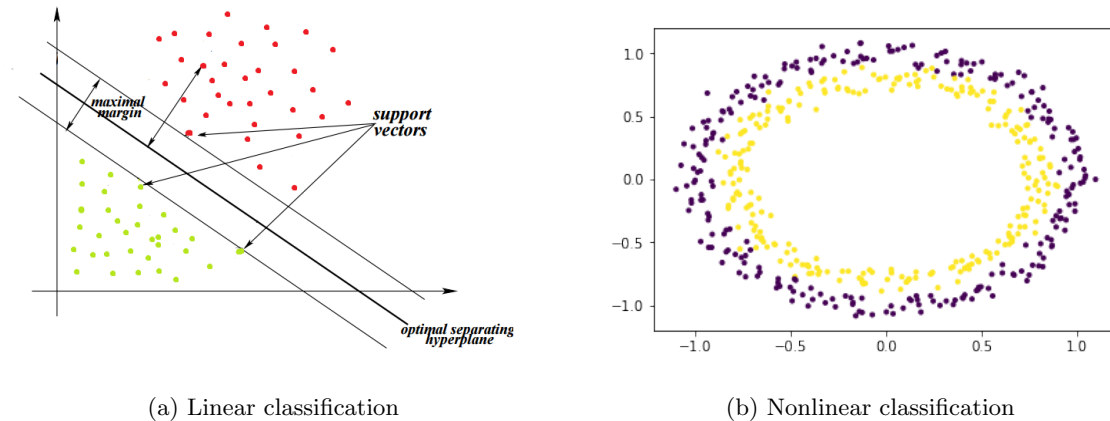 maximal
margin
support
vectors
optimal separating
hyperplane
1.0
0.5
0.0
−0.5
−1.0
−1.0 −0.5 0.0 0.5 1.0
(a) Linear classification
(b) Nonlinear classification